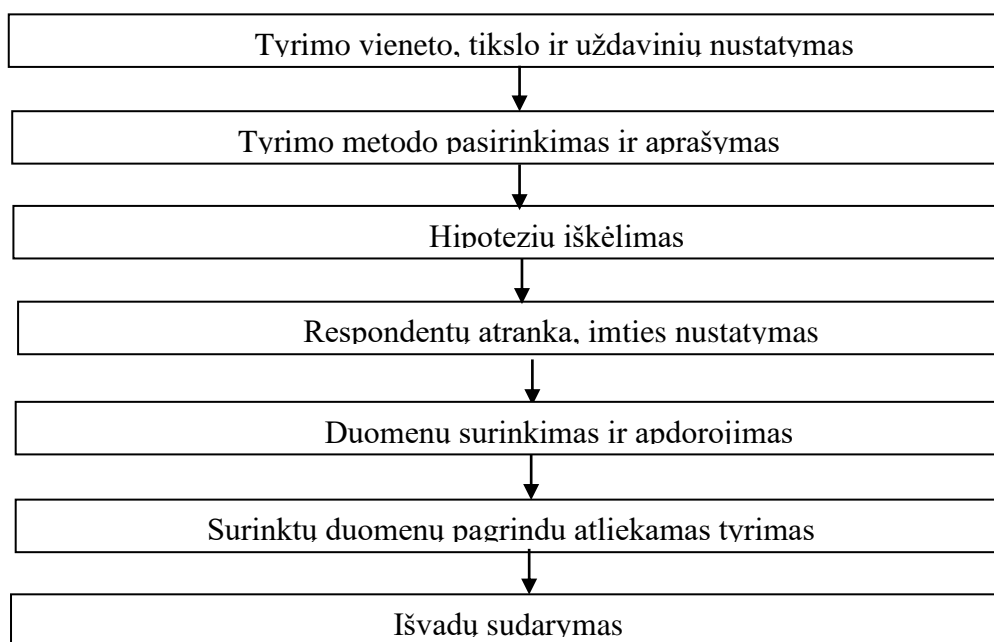 Tyrimo vieneto, tikslo ir uždavinių nustatymas
Tyrimo metodo pasirinkimas ir aprašymas
Hipotezių iškėlimas
Respondentų atranka, imties nustatymas
Duomenų surinkimas ir apdorojimas
Surinktų duomenų pagrindu atliekamas tyrimas
Išvadų sudarymas